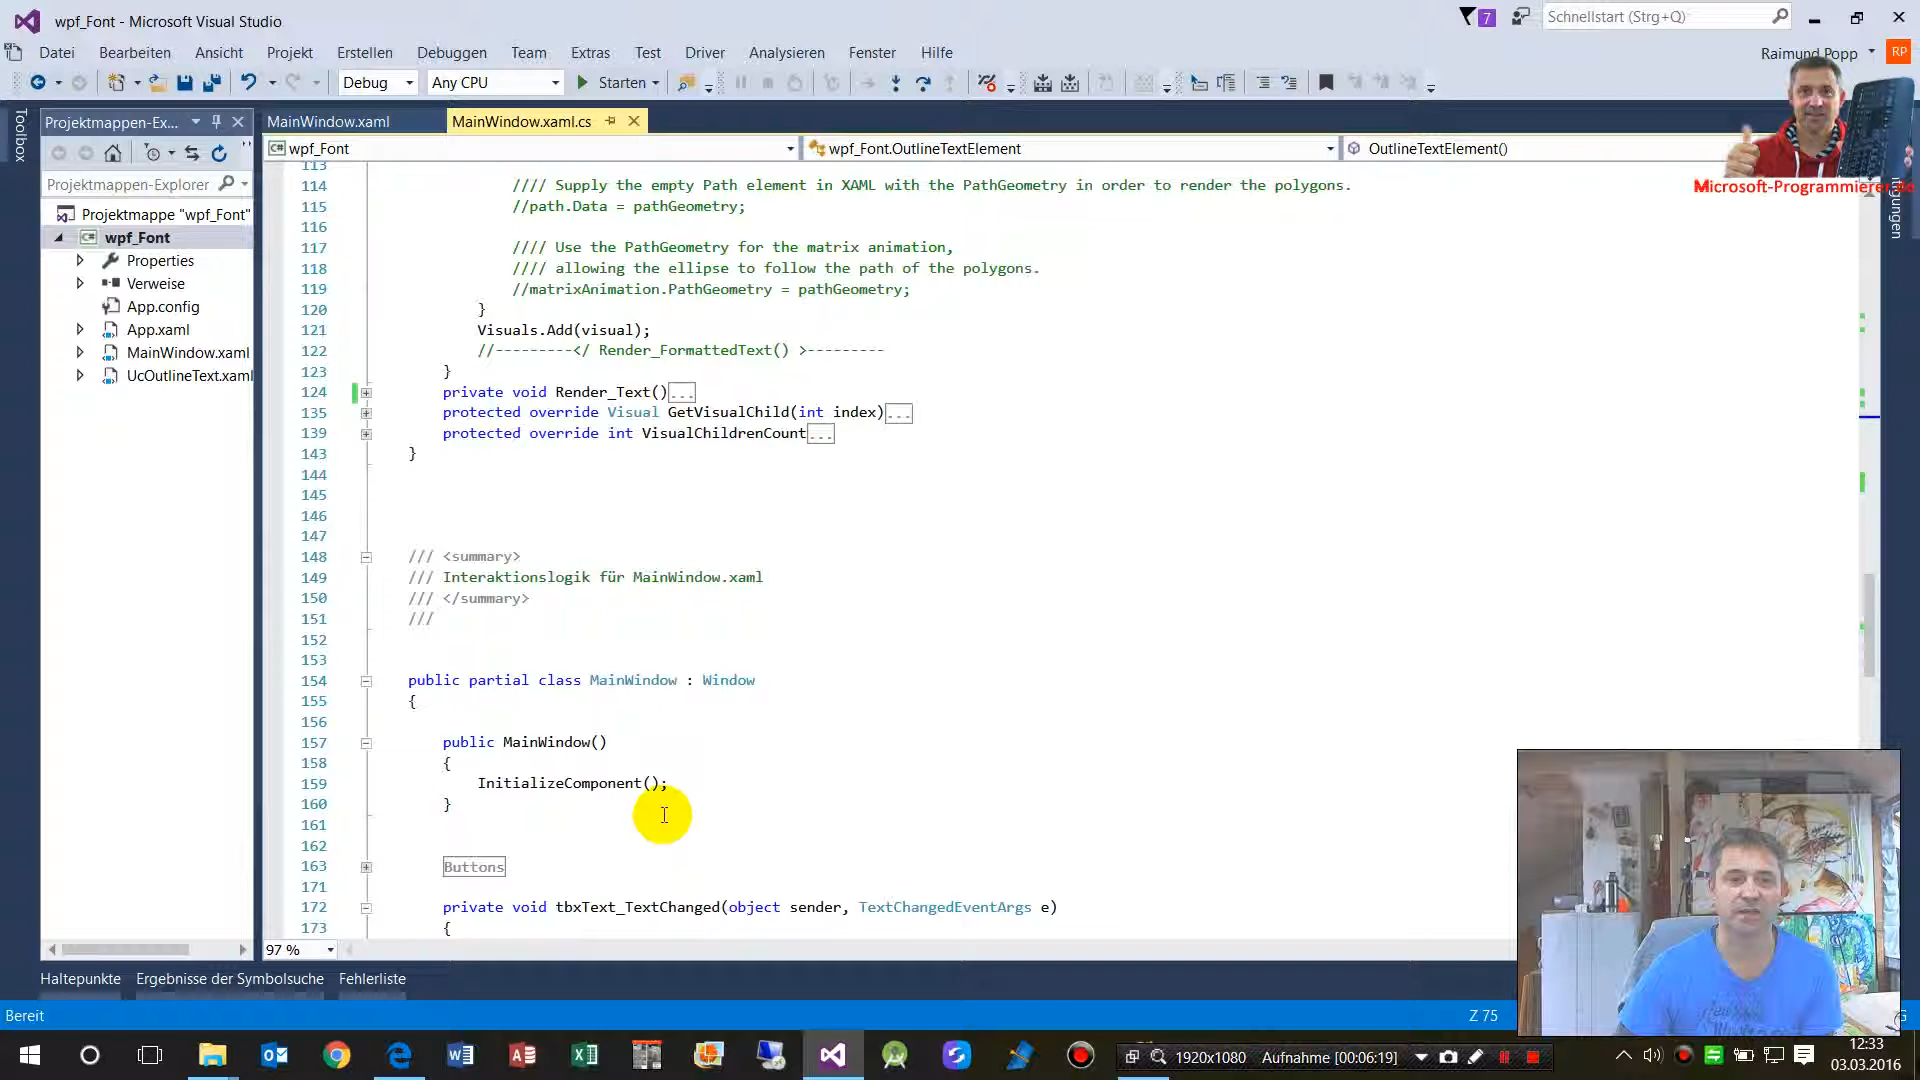 wpf_Font - Microsoft Visual Studio
7
Schnellstart (Strg+Q)
Datei Bearbeiten Ansicht Projekt Erstellen Debuggen Team Extras Test Driver Analysieren Fenster Hilfe
Raimund Popp RP
Debug Any CPU Starten
Microsoft-Programmierer.de
Toolbox
Projektmappen-Ex...
MainWindow.xaml MainWindow.xaml.cs
wpf_Font wpf_Font.OutlineTextElement OutlineTextElement()
Projektmappen-Explorer
Projektmappe "wpf_Font"
wpf_Font
Properties
Verweise
App.config
App.xaml
MainWindow.xaml
UcOutlineText.xaml
113
114 //// Supply the empty Path element in XAML with the PathGeometry in order to render the polygons.
115 //path.Data = pathGeometry;
116
117 //// Use the PathGeometry for the matrix animation,
118 //// allowing the ellipse to follow the path of the polygons.
119 //matrixAnimation.PathGeometry = pathGeometry;
120 }
121 Visuals.Add(visual);
122 //---------</ Render_FormattedText() >---------
123 }
124 private void Render_Text()...
135 protected override Visual GetVisualChild(int index)...
139 protected override int VisualChildrenCount...
143 }
144
145
146
147
148 /// <summary>
149 /// Interaktionslogik für MainWindow.xaml
150 /// </summary>
151 ///
152
153
154 public partial class MainWindow : Window
155 {
156
157 public MainWindow()
158 {
159 InitializeComponent();
160 }
161
162
163 Buttons
171
172 private void tbxText_TextChanged(object sender, TextChangedEventArgs e)
173 {
97 %
Haltepunkte Ergebnisse der Symbolsuche Fehlerliste
Bereit
Z 75
1920x1080 Aufnahme [00:06:19]
12:33
03.03.2016